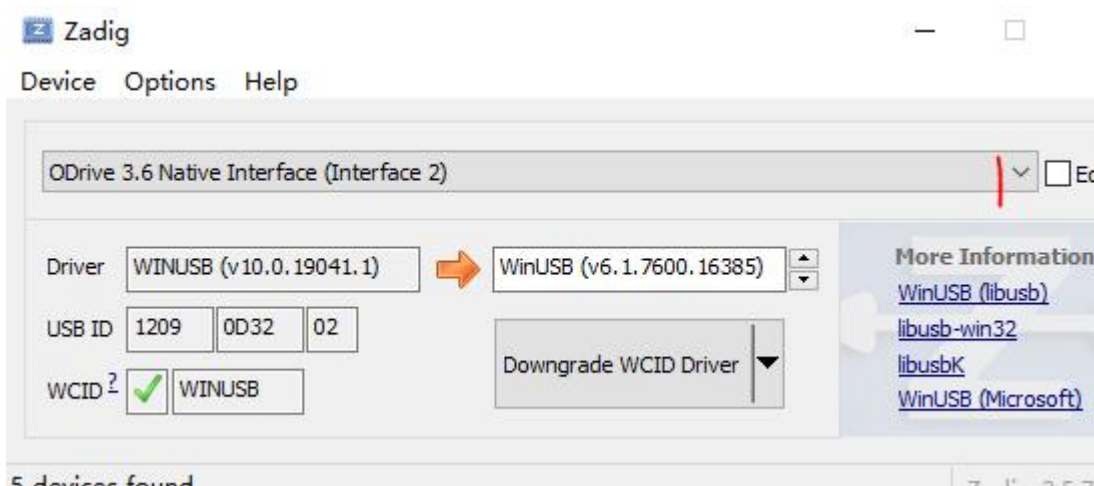 Zadig
Device Options Help
ODrive 3.6 Native Interface (Interface 2)
Driver WINUSB (v10.0.19041.1) WinUSB (v6.1.7600.16385)
USB ID 1209 0D32 02
WCID ? WINUSB
Downgrade WCID Driver
More Information
WinUSB (libusb)
libusb-win32
libusbK
WinUSB (Microsoft)
5 devices found